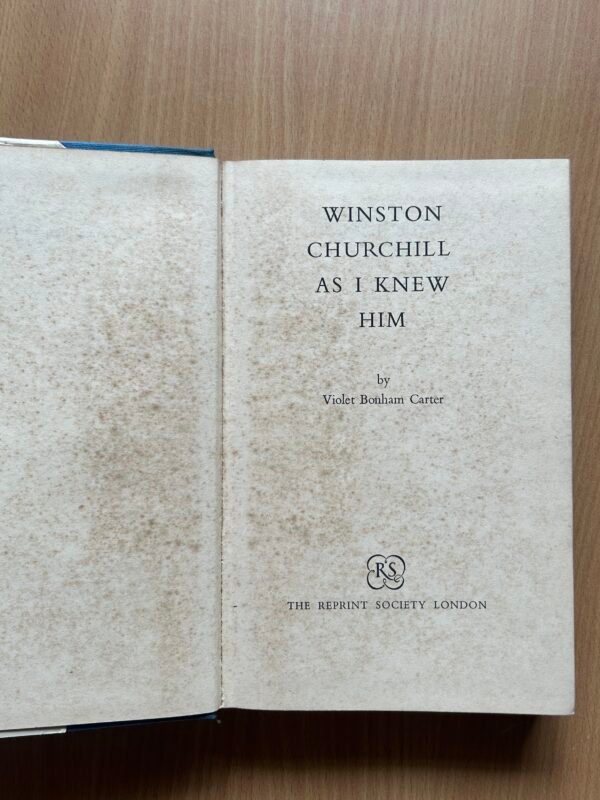 WINSTON
CHURCHILL
AS I KNEW
HIM
by
Violet Bonham Carter
RS
THE REPRINT SOCIETY LONDON